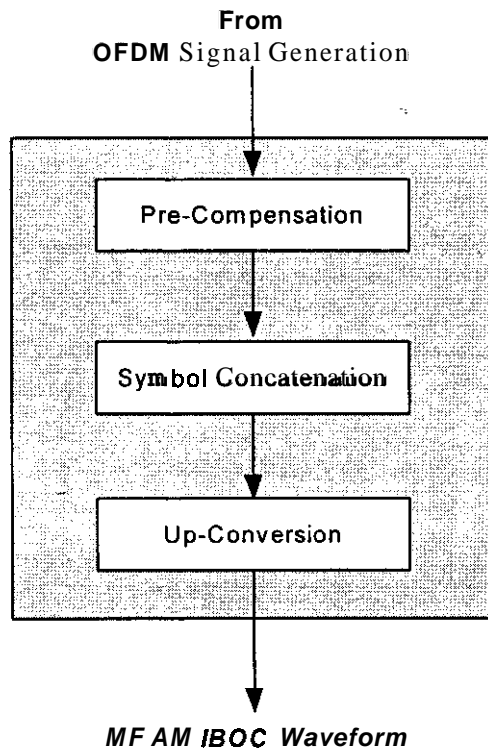 From
OFDM Signal Generation
Pre-Compensation
Symbol Concatenation
Up-Conversion
MF AM IBOC Waveform